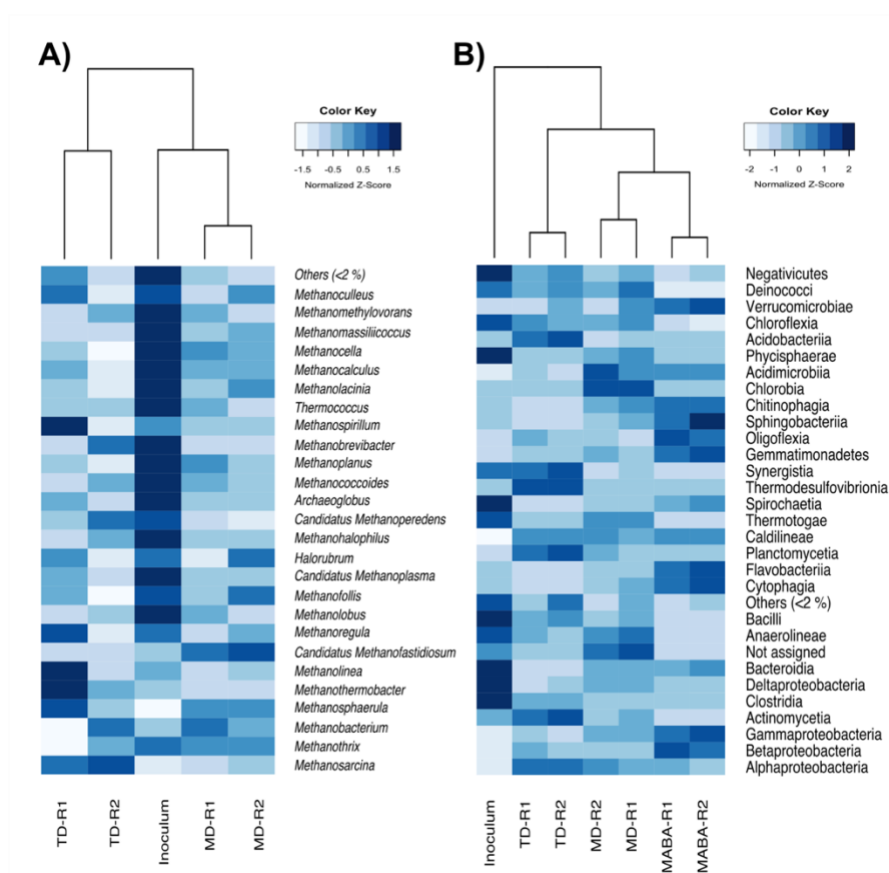 A)
Color Key
-1.5 -0.5 0.5 1.5
Normalized Z-Score
Others (<2 %)
Methanoculleus
Methanomethylovorans
Methanomassiliicoccus
Methanocella
Methanocalculus
Methanolacinia
Thermococcus
Methanospirillum
Methanobrevibacter
Methanoplanus
Methanococcoides
Archaeoglobus
Candidatus Methanoperedens
Methanohalophilus
Halorubrum
Candidatus Methanoplasma
Methanofollis
Methanolobus
Methanoregula
Candidatus Methanofastidiosum
Methanolinea
Methanothermobacter
Methanosphaerula
Methanobacterium
Methanothrix
Methanosarcina
TD-R1
TD-R2
Inoculum
MD-R1
MD-R2
B)
Color Key
-2 -1 0 1 2
Normalized Z-Score
Negativicutes
Deinococci
Verrucomicrobiae
Chloroflexia
Acidobacteriia
Phycisphaerae
Acidimicrobiia
Chlorobia
Chitinophagia
Sphingobacteriia
Oligoflexia
Gemmatimonadetes
Synergistia
Thermodesulfovibrionia
Spirochaetia
Thermotogae
Caldilineae
Planctomycetia
Flavobacteriia
Cytophagia
Others (<2 %)
Bacilli
Anaerolineae
Not assigned
Bacteroidia
Deltaproteobacteria
Clostridia
Actinomycetia
Gammaproteobacteria
Betaproteobacteria
Alphaproteobacteria
Inoculum
TD-R1
TD-R2
MD-R2
MD-R1
MABA-R1
MABA-R2